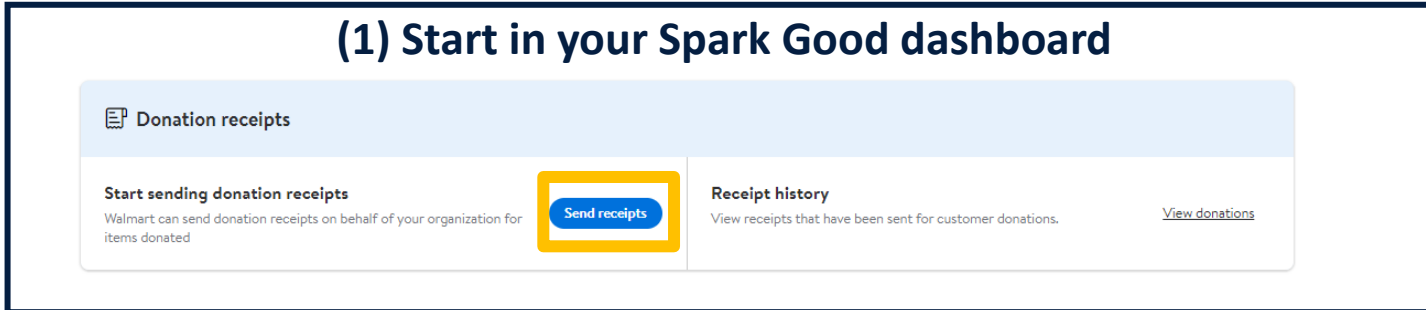 (1) Start in your Spark Good dashboard
Donation receipts
Start sending donation receipts
Walmart can send donation receipts on behalf of your organization for
items donated
Send receipts
Receipt history
View receipts that have been sent for customer donations.
View donations